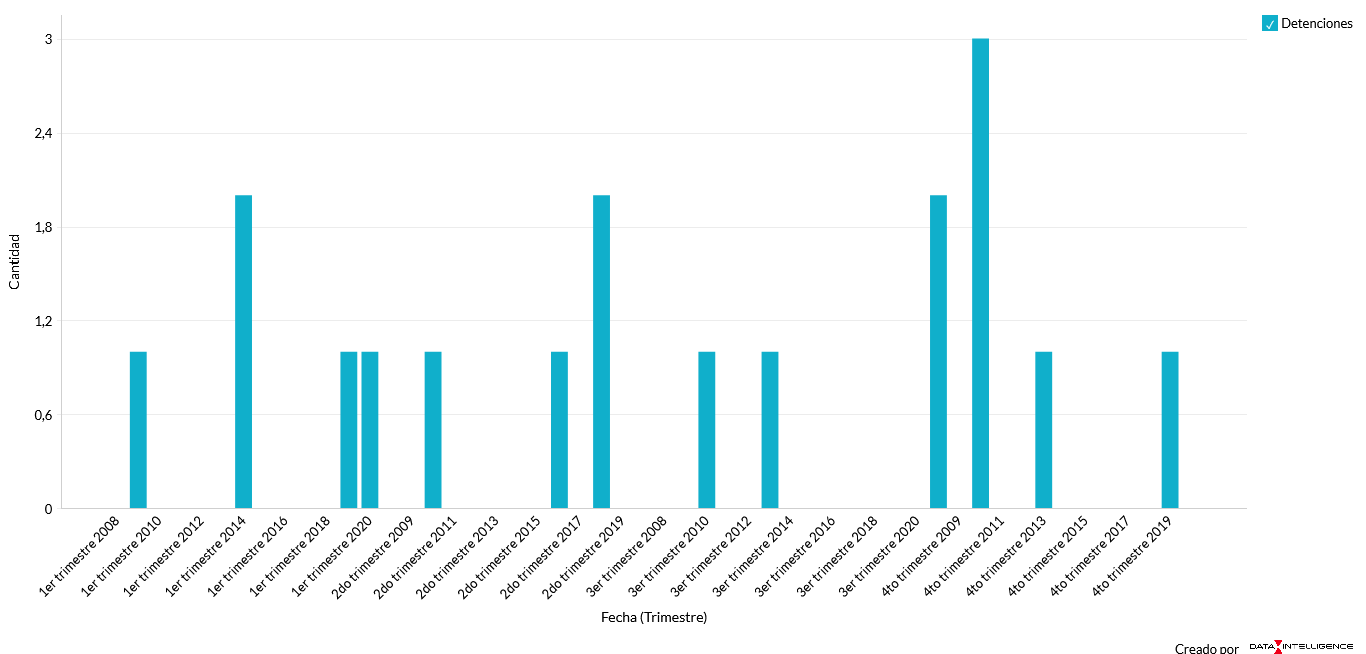 Detenciones
3
2,4
1,8
1,2
0,6
0
Cantidad
1er trimestre 2008
1er trimestre 2010
1er trimestre 2012
1er trimestre 2014
1er trimestre 2016
1er trimestre 2018
1er trimestre 2020
2do trimestre 2009
2do trimestre 2011
2do trimestre 2013
2do trimestre 2015
2do trimestre 2017
2do trimestre 2019
3er trimestre 2008
3er trimestre 2010
3er trimestre 2012
3er trimestre 2014
3er trimestre 2016
3er trimestre 2018
3er trimestre 2020
4to trimestre 2009
4to trimestre 2011
4to trimestre 2013
4to trimestre 2015
4to trimestre 2017
4to trimestre 2019
Fecha (Trimestre)
Creado por DATA INTELLIGENCE